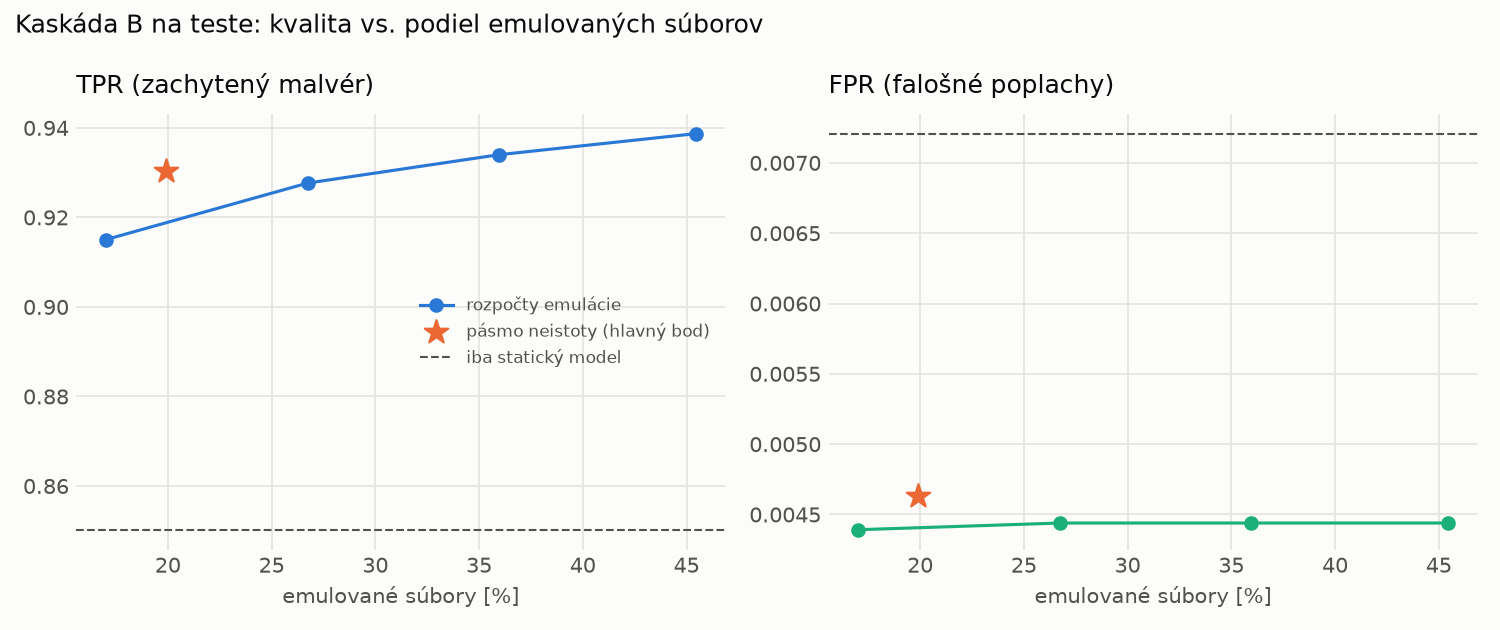 Kaskáda B na teste: kvalita vs. podiel emulovaných súborov
TPR (zachytený malvér)
0.94
0.92
0.90
0.88
0.86
rozpočty emulácie
pásmo neistoty (hlavný bod)
iba statický model
20 25 30 35 40 45
emulované súbory [%]
FPR (falošné poplachy)
0.0070
0.0065
0.0060
0.0055
0.0050
0.0045
20 25 30 35 40 45
emulované súbory [%]